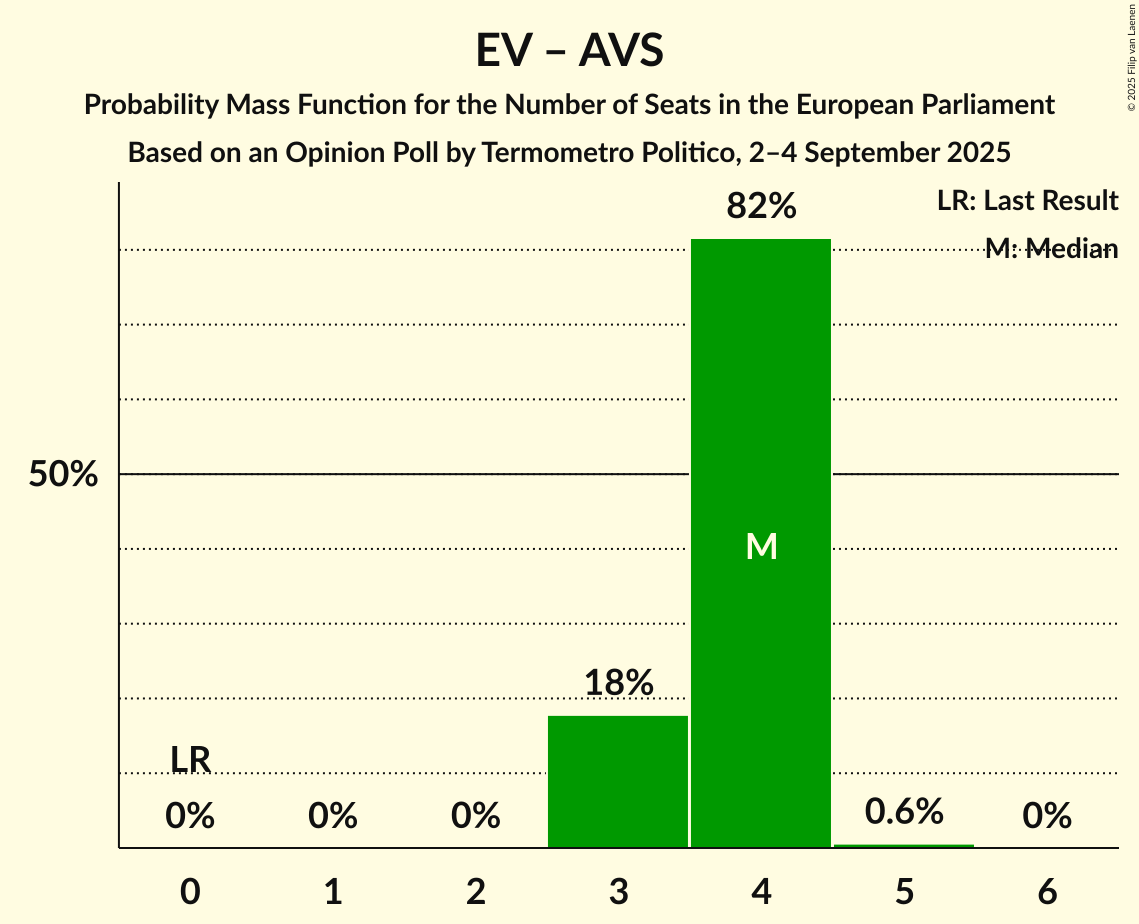 EV – AVS
Probability Mass Function for the Number of Seats in the European Parliament
Based on an Opinion Poll by Termometro Politico, 2–4 September 2025
© 2025 Filip van Laenen
LR: Last Result
M: Median
82%
50%
M
18%
LR
0%
0%
0%
0.6%
0%
0
1
2
3
4
5
6